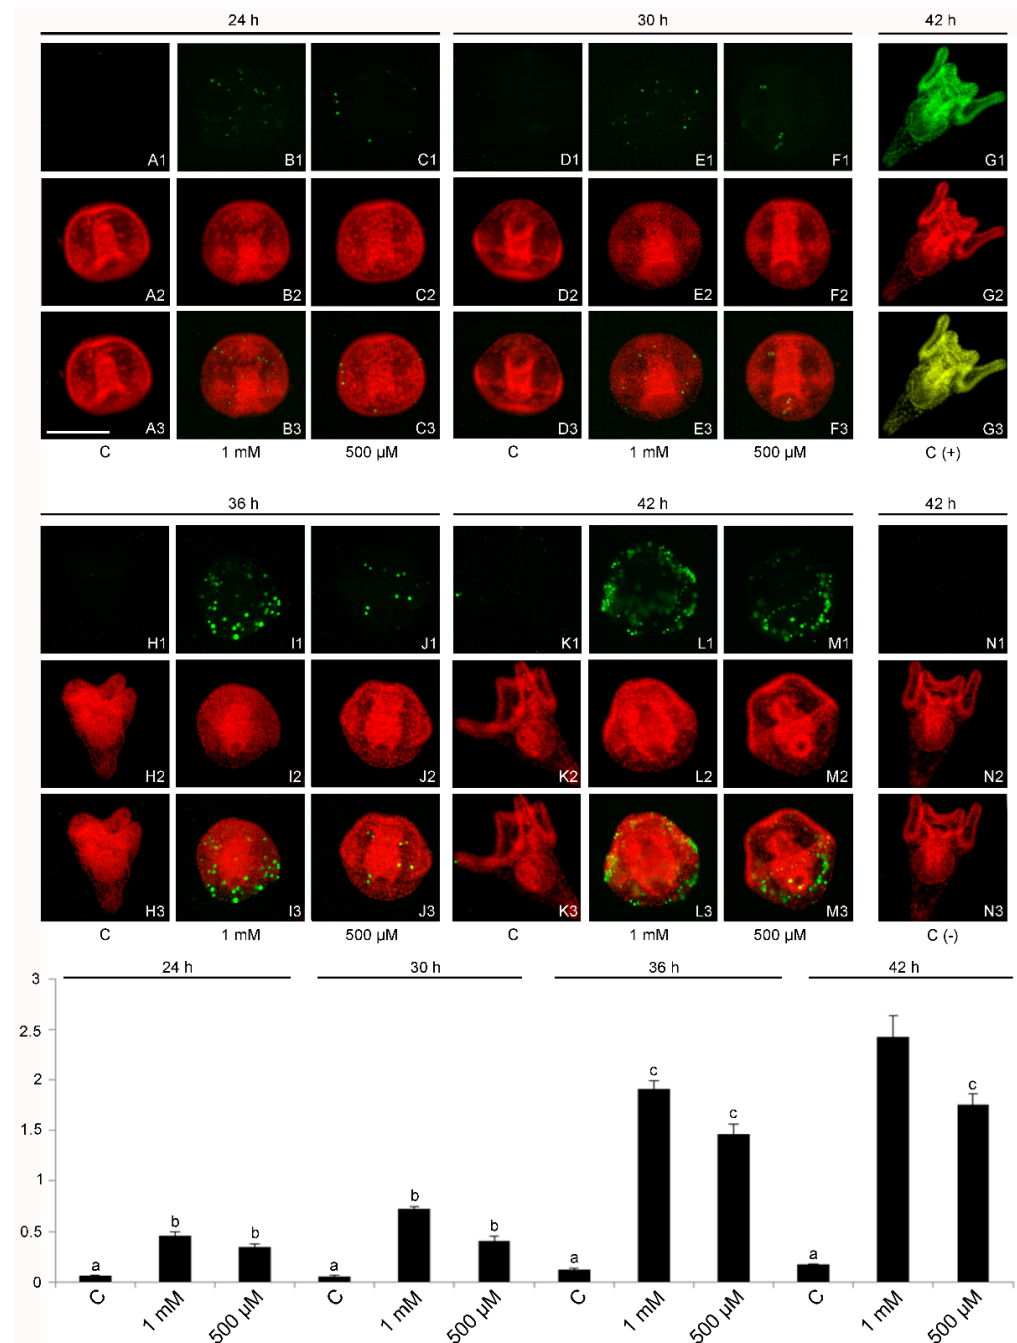 24 h 30 h 42 h
A1 B1 C1 D1 E1 F1 G1
A2 B2 C2 D2 E2 F2 G2
A3 B3 C3 D3 E3 F3 G3
C 1 mM 500 µM C 1 mM 500 µM C (+)
36 h 42 h 42 h
H1 I1 J1 K1 L1 M1 N1
H2 I2 J2 K2 L2 M2 N2
H3 I3 J3 K3 L3 M3 N3
C 1 mM 500 µM C 1 mM 500 µM C (-)
24 h 30 h 36 h 42 h
3
2.5
2
1.5
1
0.5
0
a b b a b b a c c a c
C 1 mM 500 µM C 1 mM 500 µM C 1 mM 500 µM C 1 mM 500 µM